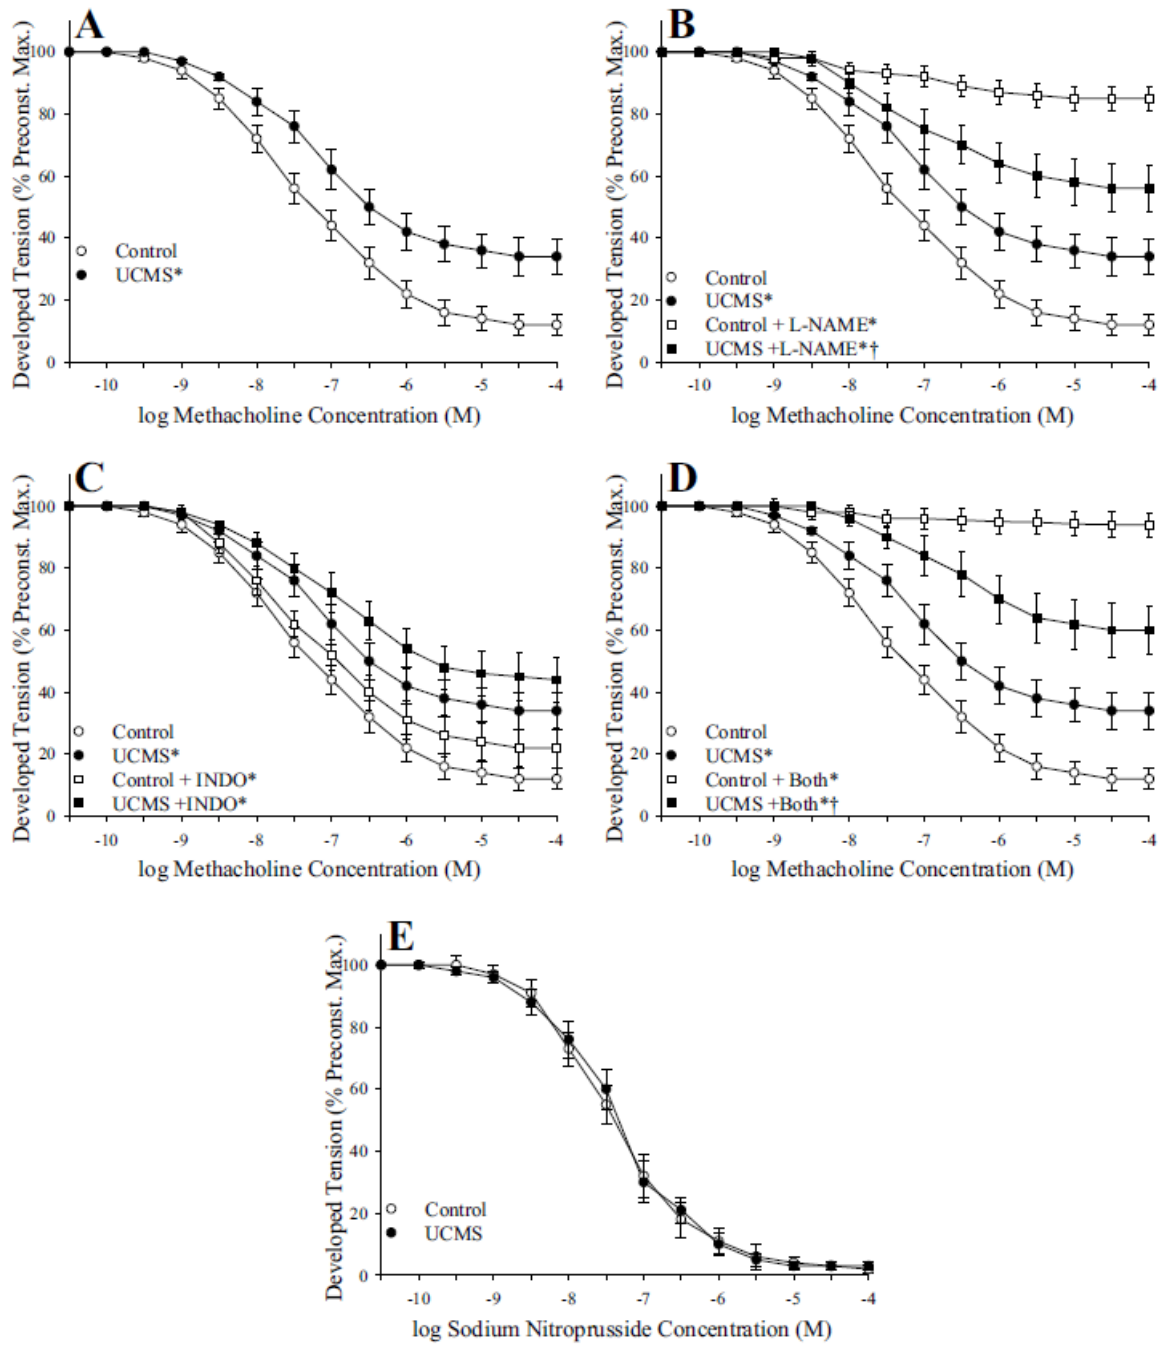 A
Developed Tension (% Preconst. Max.)
100
80
60
40
20
0
Control
UCMS*
-10 -9 -8 -7 -6 -5 -4
log Methacholine Concentration (M)
B
Developed Tension (% Preconst. Max.)
100
80
60
40
20
0
Control
UCMS*
Control + L-NAME*
UCMS +L-NAME*†
-10 -9 -8 -7 -6 -5 -4
log Methacholine Concentration (M)
C
Developed Tension (% Preconst. Max.)
100
80
60
40
20
0
Control
UCMS*
Control + INDO*
UCMS +INDO*
-10 -9 -8 -7 -6 -5 -4
log Methacholine Concentration (M)
D
Developed Tension (% Preconst. Max.)
100
80
60
40
20
0
Control
UCMS*
Control + Both*
UCMS +Both*†
-10 -9 -8 -7 -6 -5 -4
log Methacholine Concentration (M)
E
Developed Tension (% Preconst. Max.)
100
80
60
40
20
0
Control
UCMS
-10 -9 -8 -7 -6 -5 -4
log Sodium Nitroprusside Concentration (M)